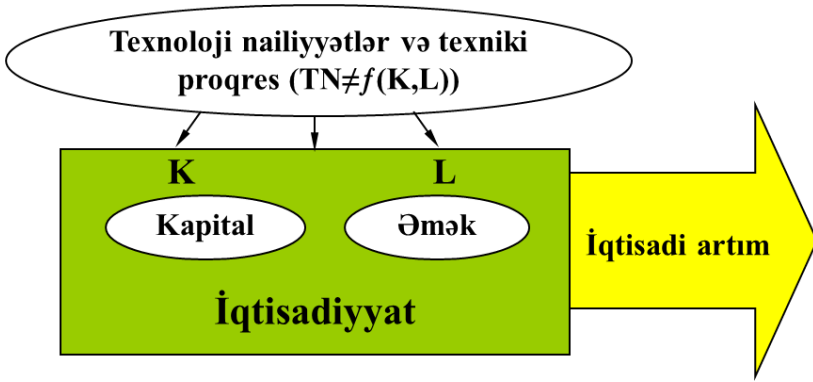 Texnoloji nailiyyətlər və texniki
proqres (TN≠ƒ(K,L))
K L
Kapital Əmək
İqtisadi artım
İqtisadiyyat